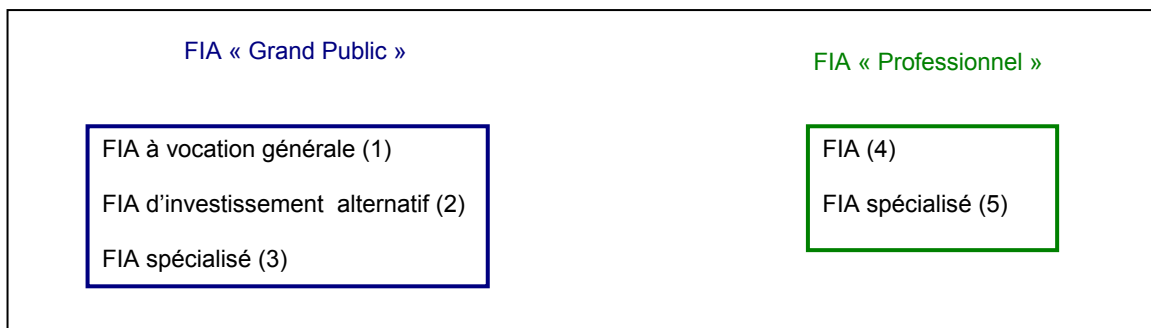 FIA « Grand Public »
FIA à vocation générale (1)
FIA d'investissement alternatif (2)
FIA spécialisé (3)
FIA « Professionnel »
FIA (4)
FIA spécialisé (5)